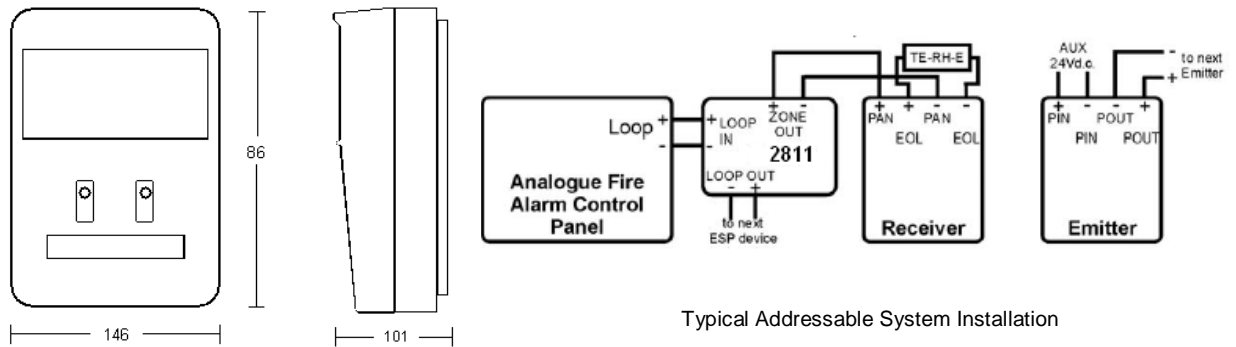 86
146
101
Loop + -
Analogue Fire
Alarm Control
Panel
+ LOOP
- IN
+ -
ZONE
OUT
2811
LOOP OUT
- +
to next
ESP device
TE-RH-E
+ + - -
PAN PAN
EOL EOL
Receiver
AUX
24Vd.c.
+ - - +
PIN POUT
PIN POUT
Emitter
- to next
+ Emitter
Typical Addressable System Installation